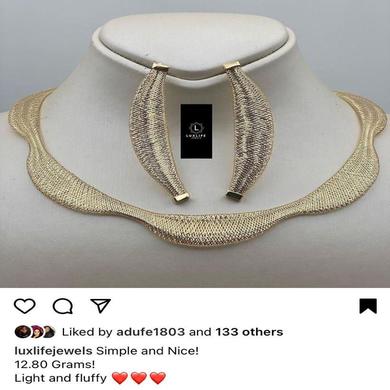 L
LUXLIFE
Liked by adufe1803 and 133 others
luxlifejewels Simple and Nice!
12.80 Grams!
Light and fluffy ❤️❤️❤️